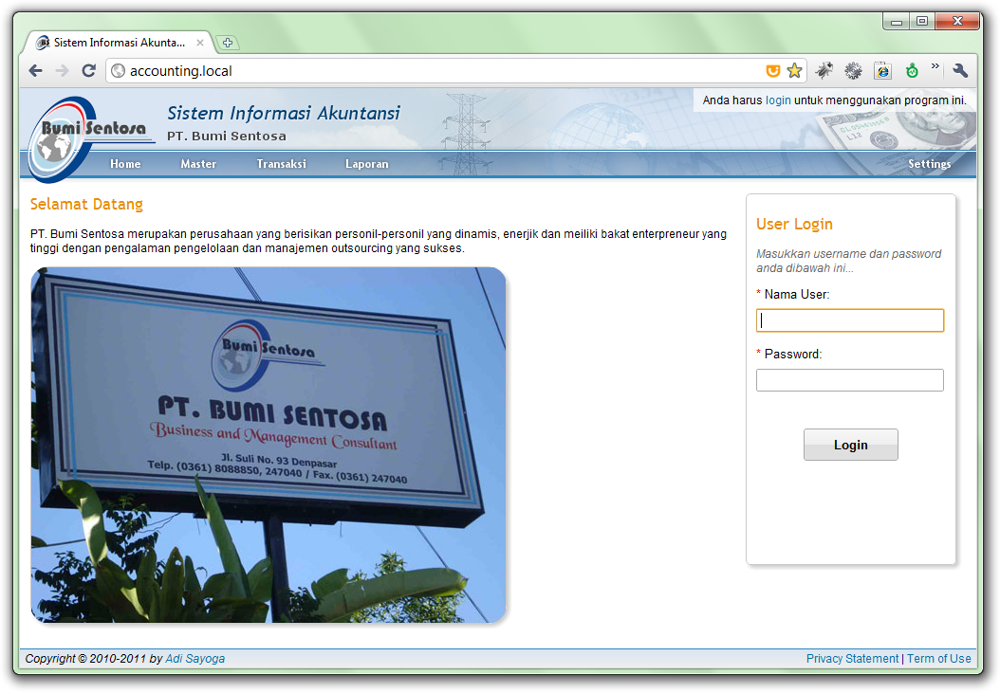 Sistem Informasi Akunta...
accounting.local
Anda harus login untuk menggunakan program ini.
Bumi Sentosa
Sistem Informasi Akuntansi
PT. Bumi Sentosa
Home Master Transaksi Laporan Settings
Selamat Datang
PT. Bumi Sentosa merupakan perusahaan yang berisikan personil-personil yang dinamis, enerjik dan meiliki bakat enterpreneur yang
tinggi dengan pengalaman pengelolaan dan manajemen outsourcing yang sukses.
Bumi Sentosa
PT. BUMI SENTOSA
Business and Management Consultant
Jl. Suli No. 93 Denpasar
Telp. (0361) 8088850, 247040 / Fax. (0361) 247040
User Login
Masukkan username dan password
anda dibawah ini...
* Nama User:
* Password:
Login
Copyright © 2010-2011 by Adi Sayoga
Privacy Statement | Term of Use